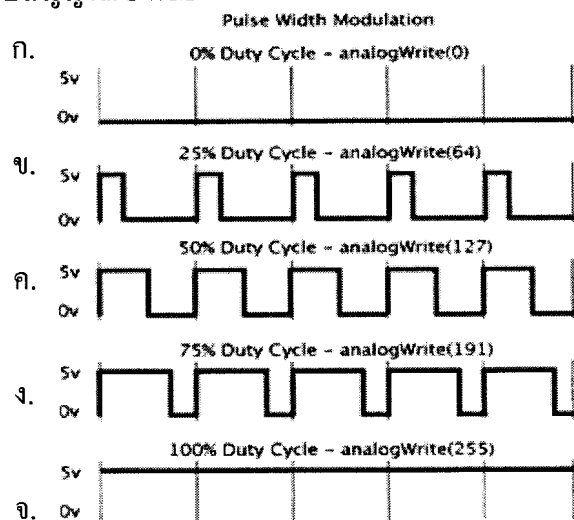 Pulse Width Modulation
ก. 0% Duty Cycle – analogWrite(0)
5v
0v
ข. 25% Duty Cycle – analogWrite(64)
5v
0v
50% Duty Cycle – analogWrite(127)
ค. 5v
0v
75% Duty Cycle – analogWrite(191)
5v
ง. 0v
100% Duty Cycle – analogWrite(255)
5v
จ. 0v